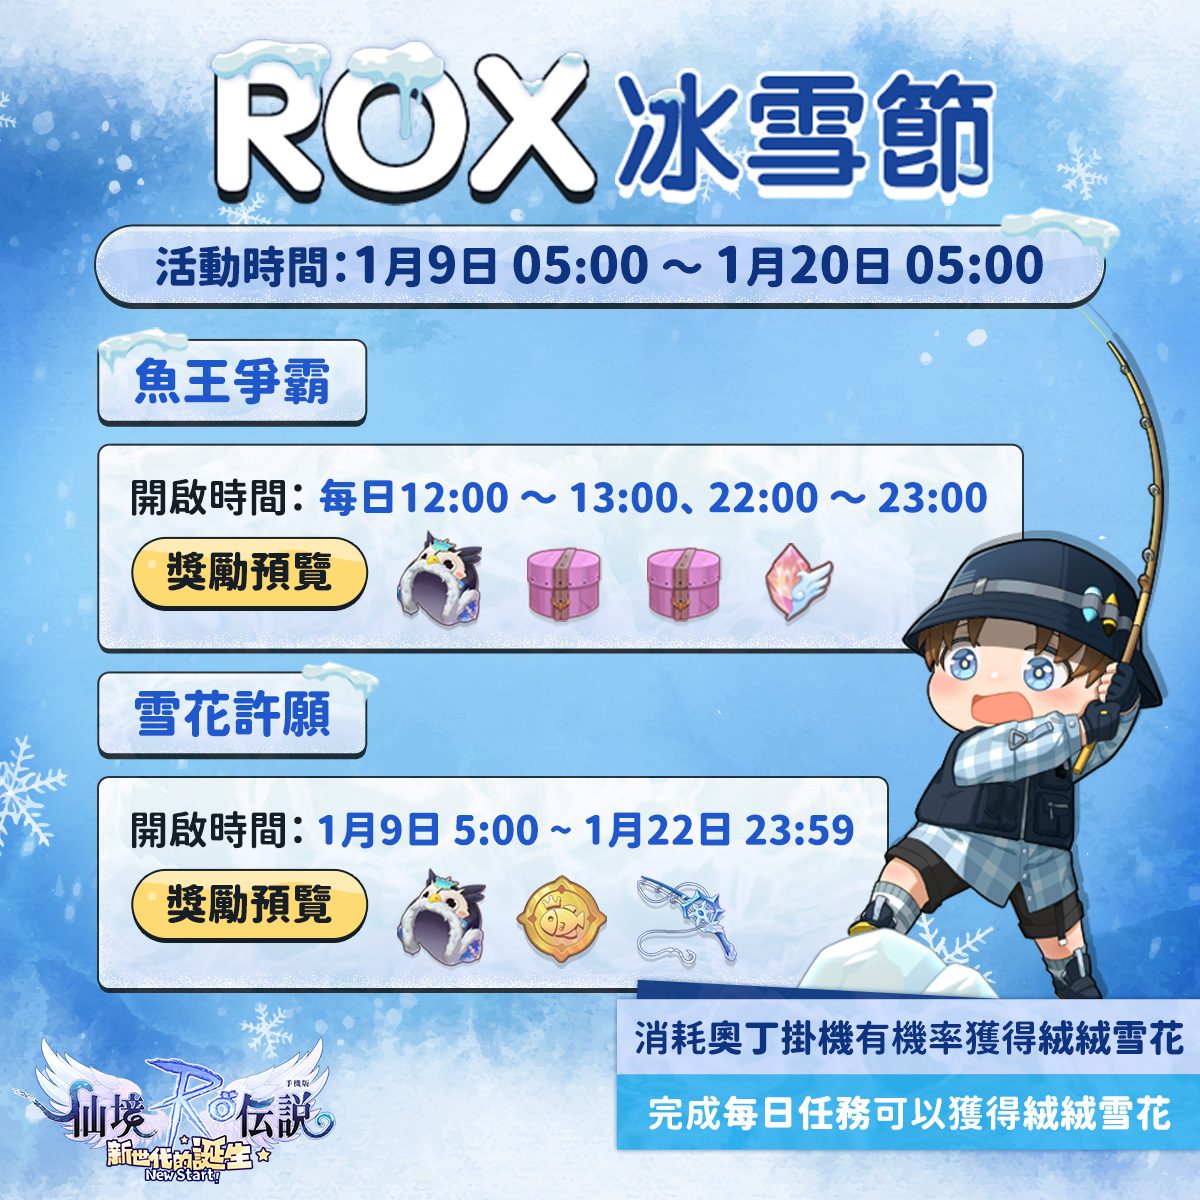 ROX 冰雪節
活動時間：1月9日 05:00 ～ 1月20日 05:00
魚王爭霸
開啟時間：每日12:00 ～ 13:00、22:00 ～ 23:00
獎勵預覽
雪花許願
開啟時間：1月9日 5:00 ~ 1月22日 23:59
獎勵預覽
消耗奧丁掛機有機率獲得絨絨雪花
完成每日任務可以獲得絨絨雪花
手機版
仙境RO伝説
新世代的誕生
New Start!